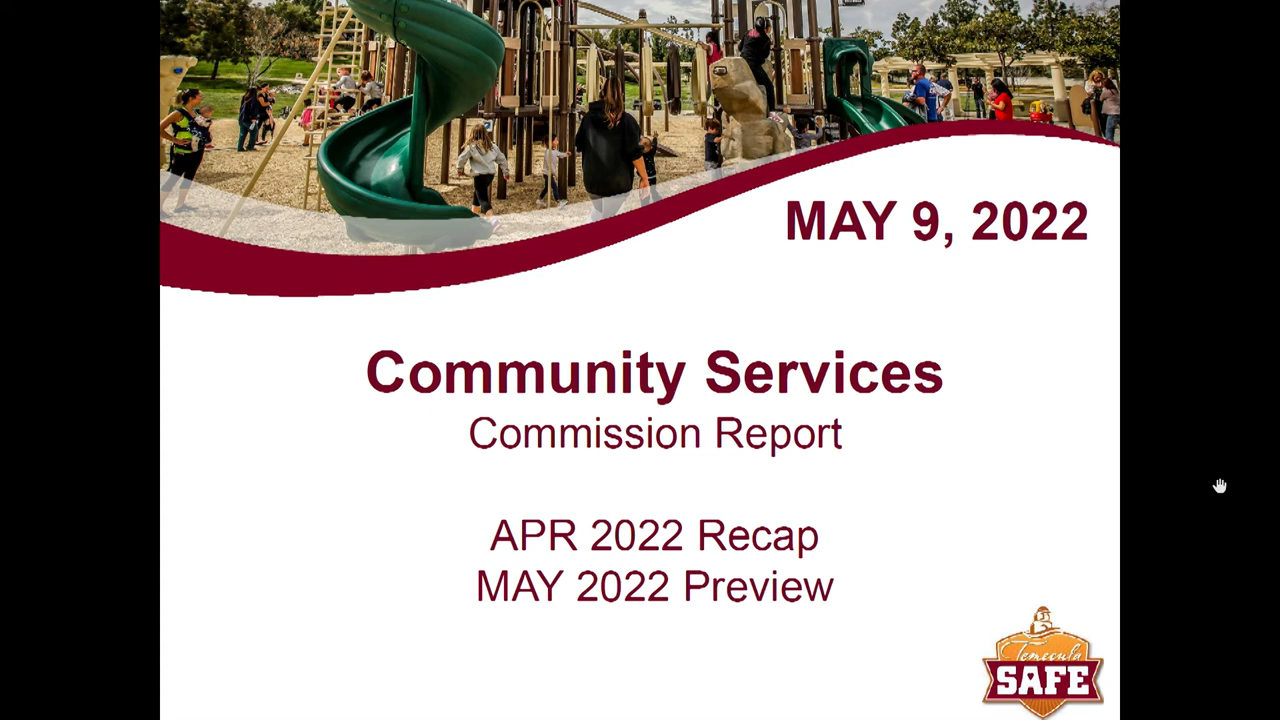 MAY 9, 2022
Community Services
Commission Report
APR 2022 Recap
MAY 2022 Preview
Temecula
SAFE